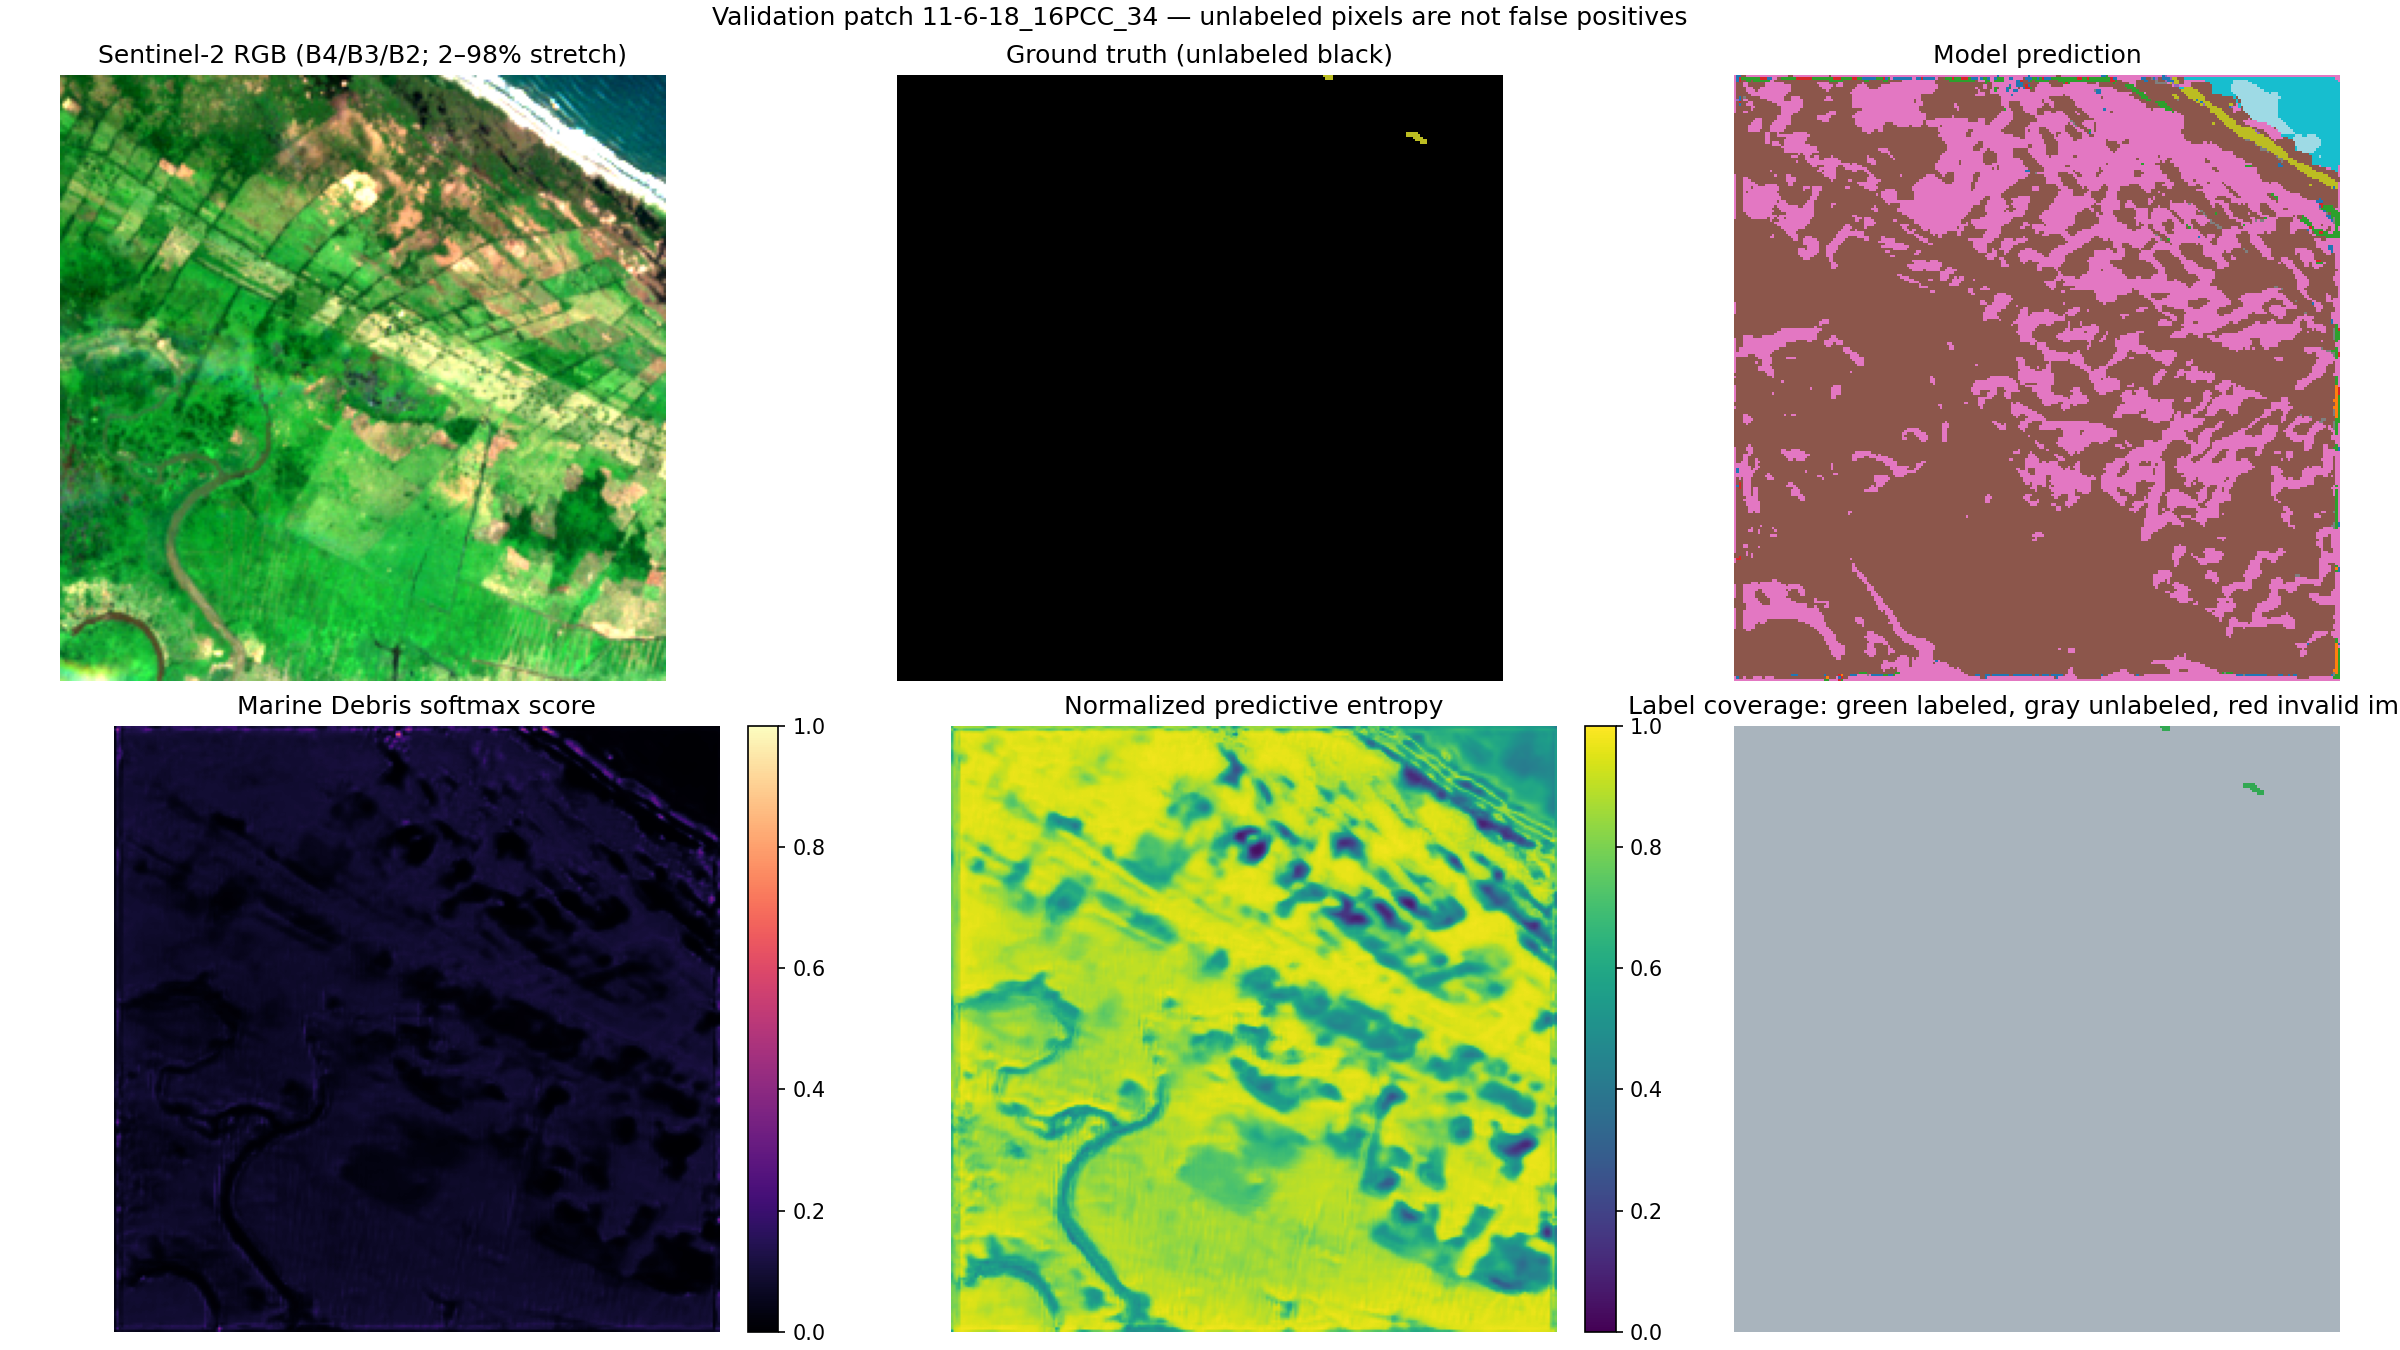 Validation patch 11-6-18_16PCC_34 — unlabeled pixels are not false positives
Sentinel-2 RGB (B4/B3/B2; 2–98% stretch)
Ground truth (unlabeled black)
Model prediction
Marine Debris softmax score
Normalized predictive entropy
Label coverage: green labeled, gray unlabeled, red invalid im
1.0
0.8
0.6
0.4
0.2
0.0
1.0
0.8
0.6
0.4
0.2
0.0